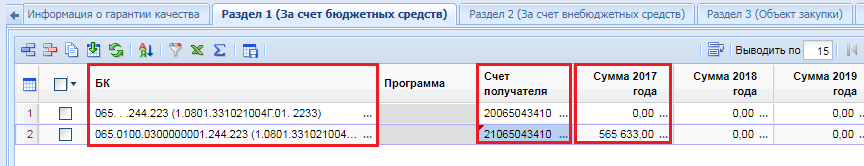 Информация о гарантии качества Раздел 1 (За счет бюджетных средств) Раздел 2 (За счет внебюджетных средств) Раздел 3 (Объект закупки)
Выводить по 15
БК Программа Счет получателя Сумма 2017 года Сумма 2018 года Сумма 2019 года
1 065. . .244.223 (1.0801.331021004Г.01. 2233) ... 20065043410 ... 0,00 ... 0,00 ... 0,00 ...
2 065.0100.0300000001.244.223 (1.0801.331021004... ... 21065043410 ... 565 633,00 ... 0,00 ... 0,00 ...